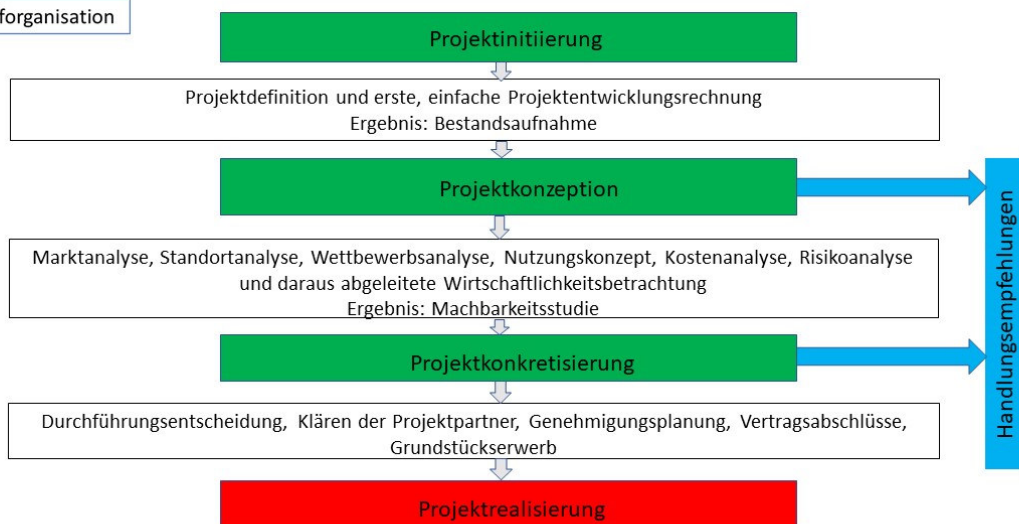 Projektinitiierung
Projektdefinition und erste, einfache Projektentwicklungsrechnung
Ergebnis: Bestandsaufnahme
Projektkonzeption
Marktanalyse, Standortanalyse, Wettbewerbsanalyse, Nutzungskonzept, Kostenanalyse, Risikoanalyse
und daraus abgeleitete Wirtschaftlichkeitsbetrachtung
Ergebnis: Machbarkeitsstudie
Projektkonkretisierung
Durchführungsentscheidung, Klären der Projektpartner, Genehmigungsplanung, Vertragsabschlüsse,
Grundstückserwerb
Projektrealisierung
Handlungsempfehlungen